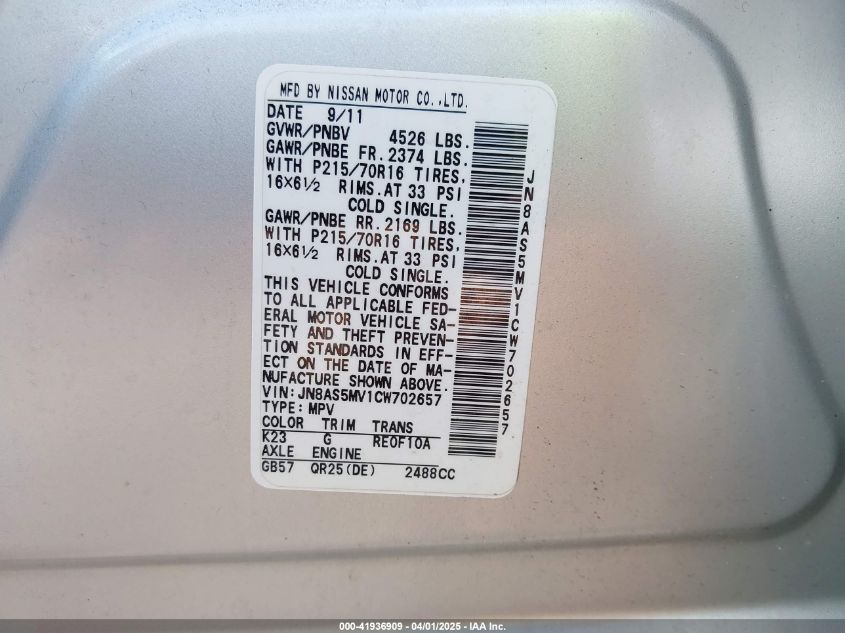 MFD BY NISSAN MOTOR CO.,LTD.
DATE 9/11
GVWR/PNBV 4526 LBS.
GAWR/PNBE FR. 2374 LBS.
WITH P215/70R16 TIRES,
16X6½ RIMS.AT 33 PSI
COLD SINGLE.
GAWR/PNBE RR. 2169 LBS.
WITH P215/70R16 TIRES,
16X6½ RIMS.AT 33 PSI
COLD SINGLE.
THIS VEHICLE CONFORMS
TO ALL APPLICABLE FED-
ERAL MOTOR VEHICLE SA-
FETY AND THEFT PREVEN-
TION STANDARDS IN EFF-
ECT ON THE DATE OF MA-
NUFACTURE SHOWN ABOVE.
VIN:JN8AS5MV1CW702657
TYPE:MPV
COLOR TRIM TRANS
K23 G RE0F10A
AXLE ENGINE
GB57 QR25(DE) 2488CC
JN8AS5MV1CW702657
000-41936909 - 04/01/2025 - IAA Inc.